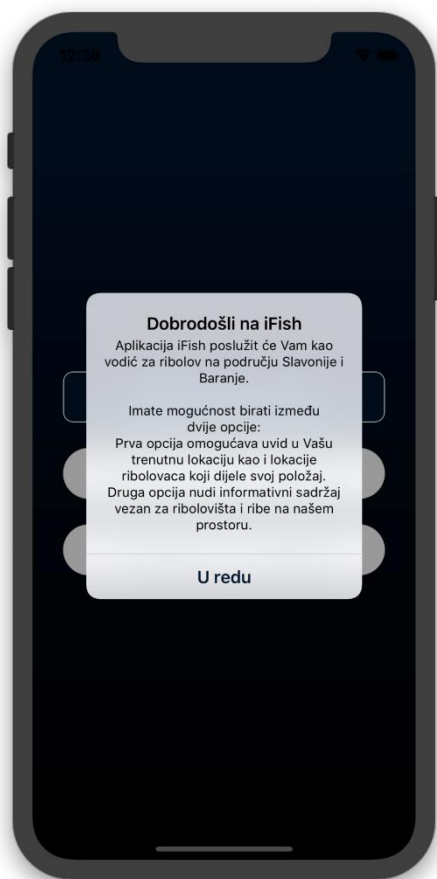 12:36
Dobrodošli na iFish
Aplikacija iFish poslužit će Vam kao
vodić za ribolov na području Slavonije i
Baranje.
Imate mogućnost birati između
dvije opcije:
Prva opcija omogućava uvid u Vašu
trenutnu lokaciju kao i lokacije
ribolovaca koji dijele svoj položaj.
Druga opcija nudi informativni sadržaj
vezan za ribolovišta i ribe na našem
prostoru.
U redu